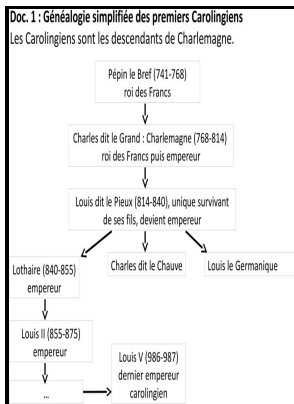 Doc. 1 : Généalogie simplifiée des premiers Carolingiens
Les Carolingiens sont les descendants de Charlemagne.
Pépin le Bref (741-768)
roi des Francs
Charles dit le Grand : Charlemagne (768-814)
roi des Francs puis empereur
Louis dit le Pieux (814-840), unique survivant
de ses fils, devient empereur
Lothaire (840-855)
empereur
Charles dit le Chauve
Louis le Germanique
Louis II (855-875)
empereur
...
Louis V (986-987)
dernier empereur
carolingien